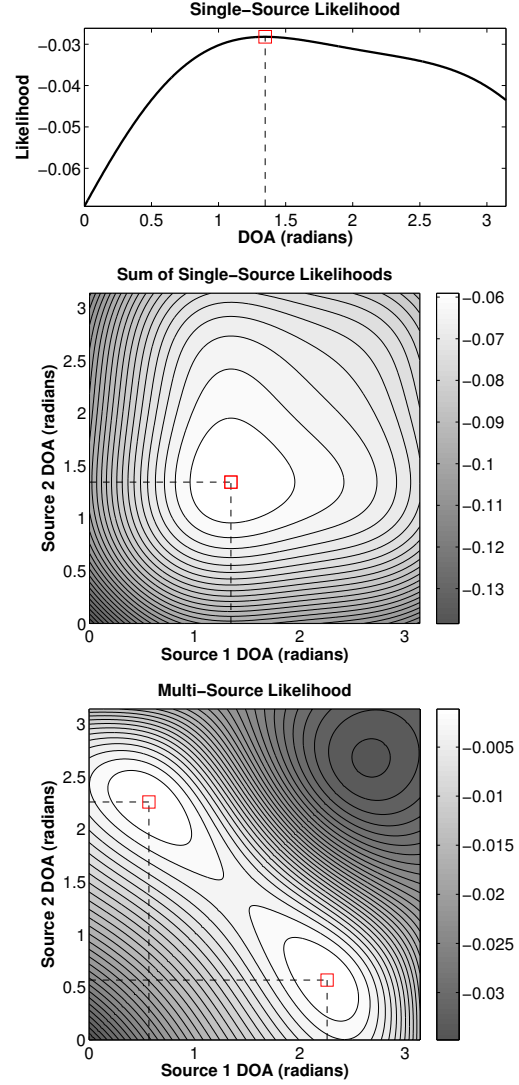 Single−Source Likelihood
−0.03
−0.04
−0.05
−0.06
Likelihood
0 0.5 1 1.5 2 2.5 3
DOA (radians)
Sum of Single−Source Likelihoods
3
2.5
2
1.5
1
0.5
0
Source 2 DOA (radians)
0 1 2 3
Source 1 DOA (radians)
−0.06
−0.07
−0.08
−0.09
−0.1
−0.11
−0.12
−0.13
Multi−Source Likelihood
3
2.5
2
1.5
1
0.5
0
Source 2 DOA (radians)
0 1 2 3
Source 1 DOA (radians)
−0.005
−0.01
−0.015
−0.02
−0.025
−0.03